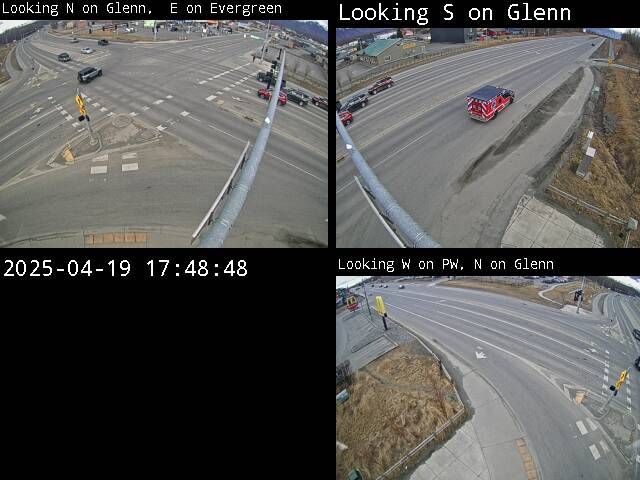 Looking N on Glenn,  E on Evergreen
Looking S on Glenn
2025-04-19 17:48:48
Looking W on PW, N on Glenn